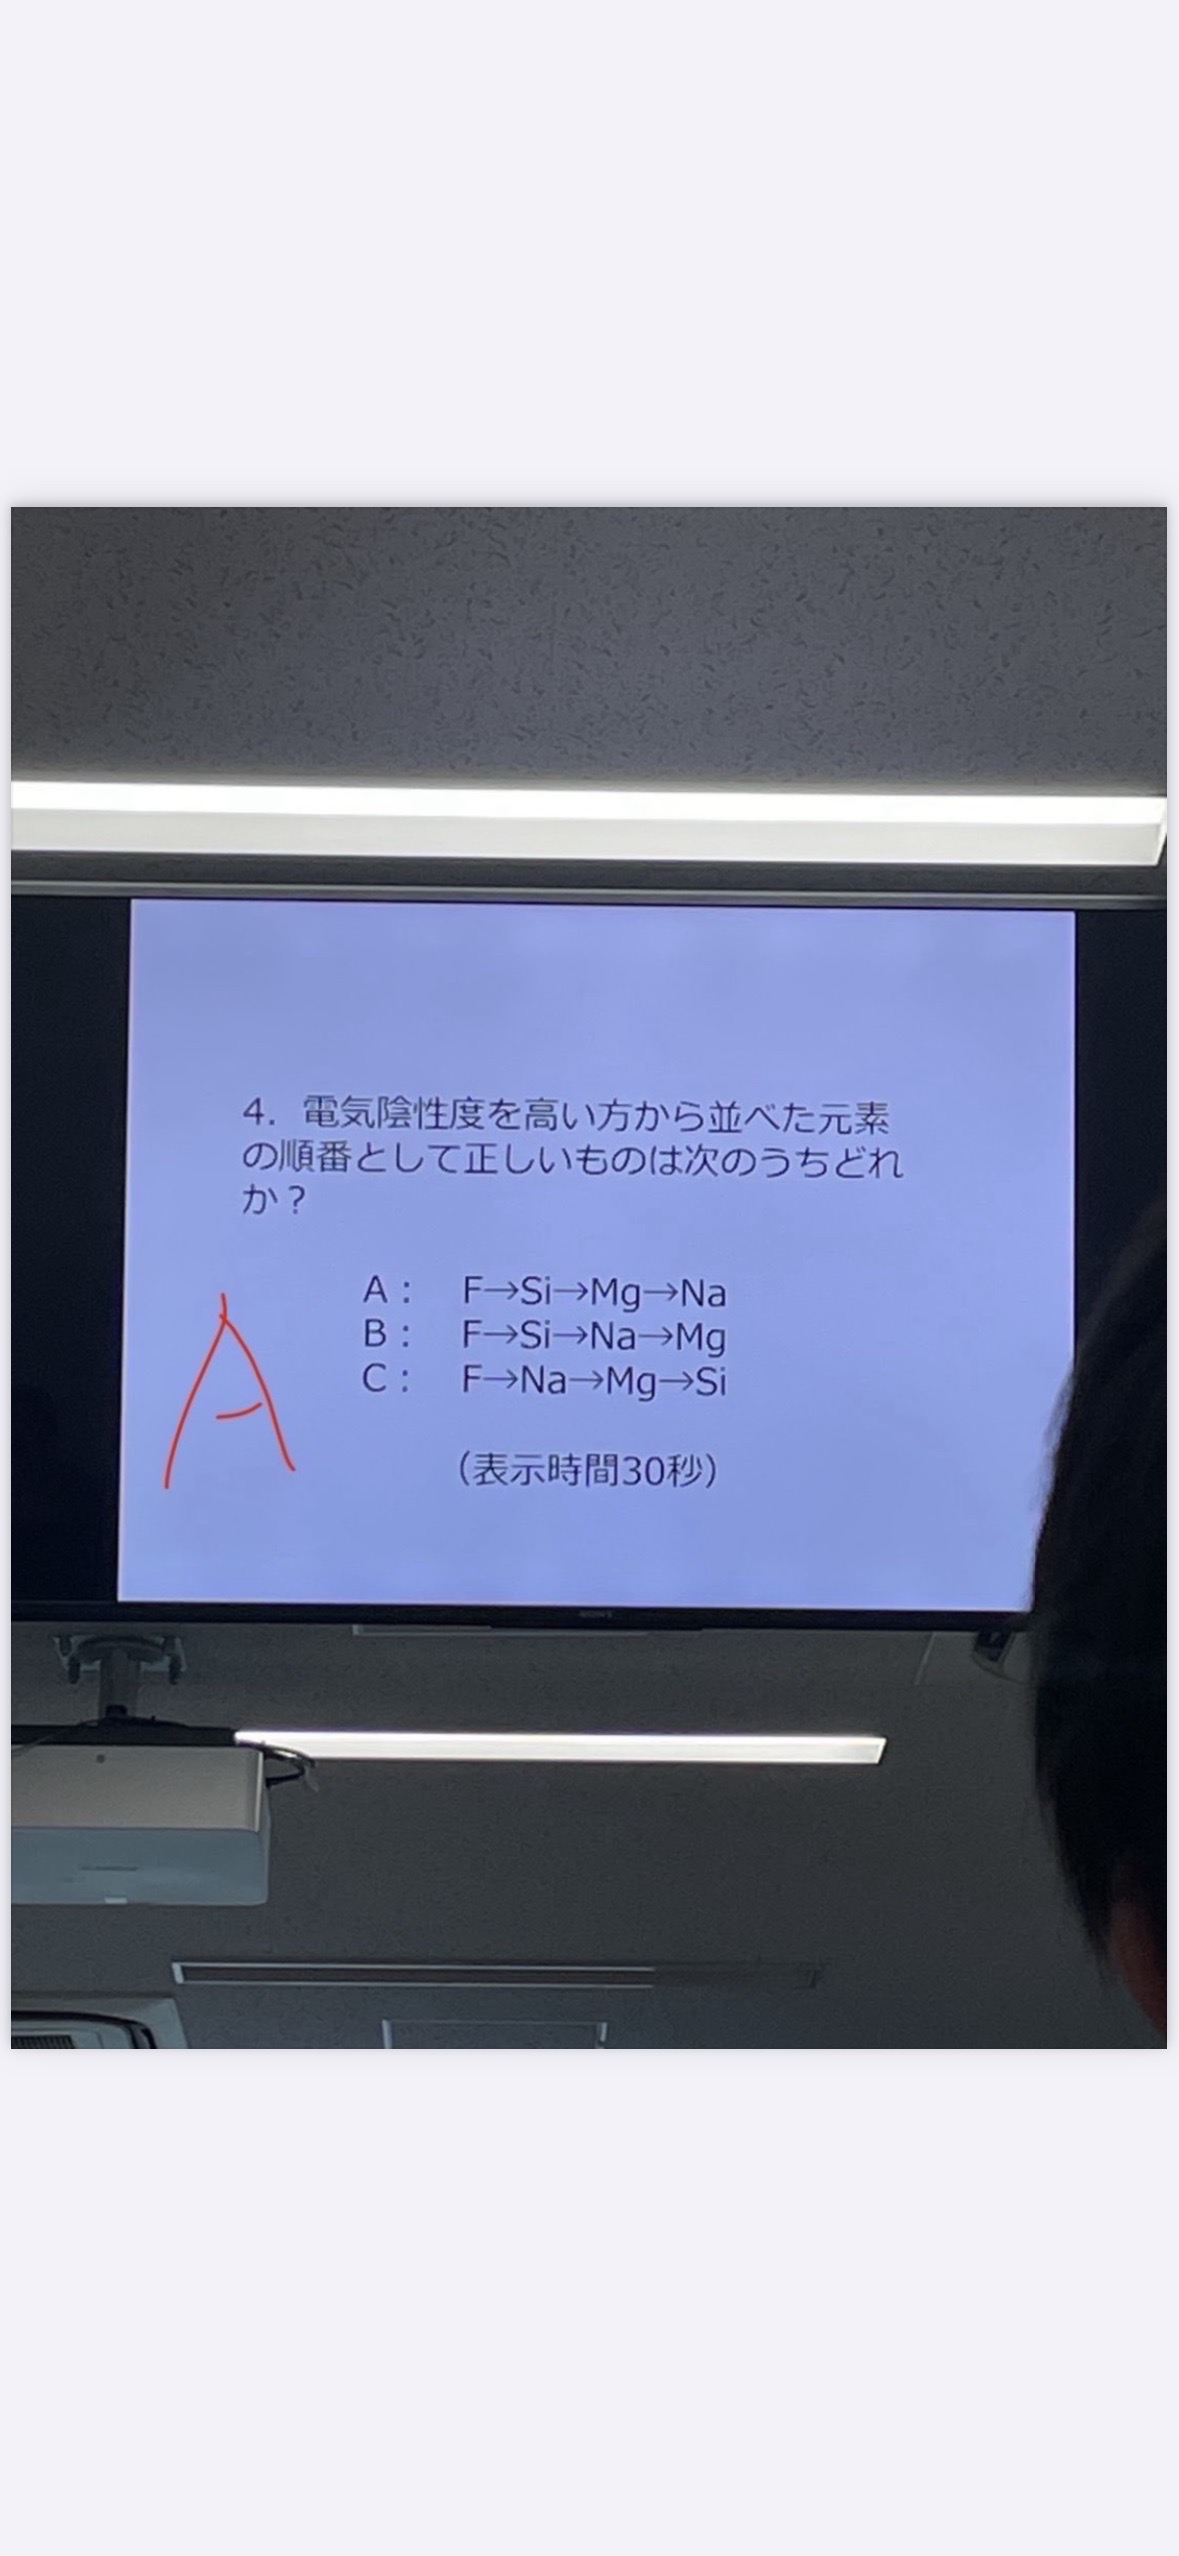 4. 電気陰性度を高い方から並べた元素
の順番として正しいものは次のうちどれ
か？
A： F→Si→Mg→Na
B： F→Si→Na→Mg
C： F→Na→Mg→Si
（表示時間30秒）
A
SONY